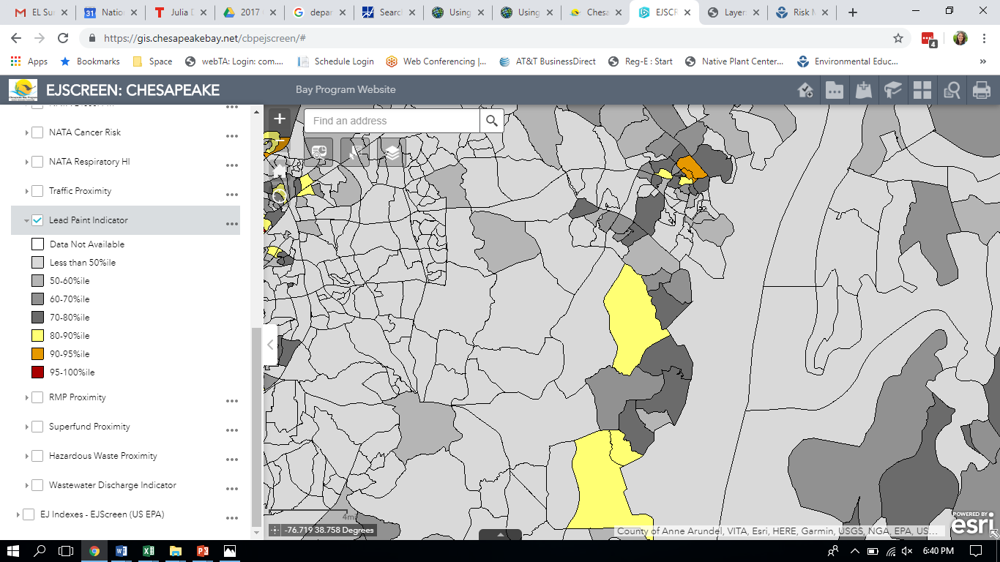 EL Su
31
Nation
Julia D
2017
depar
Search
Using
Using
Chesa
EJSCR
Layer
Risk M
https://gis.chesapeakebay.net/cbpejscreen/#
4
Apps
Bookmarks
Space
webTA: Login: com....
Schedule Login
Web Conferencing |...
AT&T BusinessDirect
Reg-E : Start
Native Plant Center...
Environmental Educ...
»
EJSCREEN: CHESAPEAKE
Bay Program Website
NATA Cancer Risk
NATA Respiratory HI
Traffic Proximity
Lead Paint Indicator
Data Not Available
Less than 50%ile
50-60%ile
60-70%ile
70-80%ile
80-90%ile
90-95%ile
95-100%ile
RMP Proximity
Superfund Proximity
Hazardous Waste Proximity
Wastewater Discharge Indicator
EJ Indexes - EJScreen (US EPA)
+
Find an address
4mi
-76.719 38.758 Degrees
County of Anne Arundel, VITA, Esri, HERE, Garmin, USGS, NGA, EPA, US...
POWERED BY
esri
6:40 PM